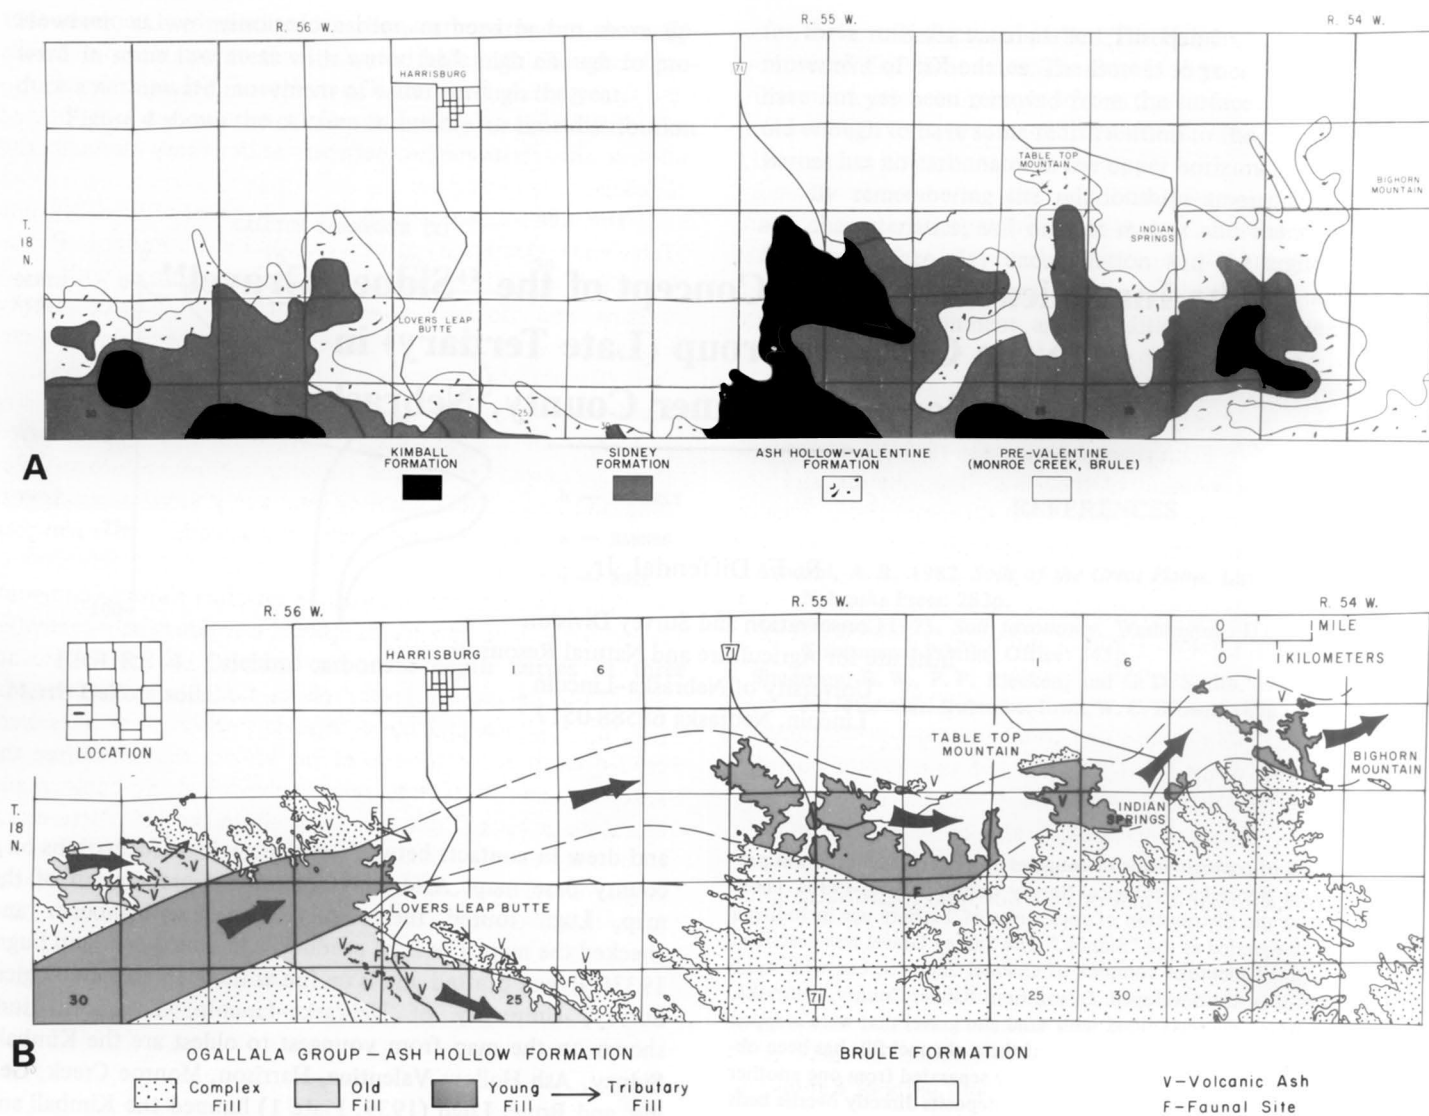 R. 56 W.
R. 55 W.
R. 54 W.
HARRISBURG
71
TABLE TOP
MOUNTAIN
BIGHORN
MOUNTAIN
T.
18
N.
INDIAN
SPRINGS
LOVERS LEAP
BUTTE
30
25
30
25
30
A
KIMBALL
FORMATION
SIDNEY
FORMATION
ASH HOLLOW-VALENTINE
FORMATION
PRE-VALENTINE
(MONROE CREEK, BRULE)
R. 56 W.
R. 55 W.
R. 54 W.
0 1 MILE
0 1 KILOMETERS
HARRISBURG
1
6
71
1
6
V
V
LOCATION
TABLE TOP
MOUNTAIN
BIGHORN
MOUNTAIN
T.
18
N.
INDIAN
SPRINGS
LOVERS LEAP BUTTE
30
25
30
71
25
30
B
OGALLALA GROUP-ASH HOLLOW FORMATION
BRULE FORMATION
Complex
Fill
Old
Fill
Young
Fill
Tributary
Fill
V-Volcanic Ash
F-Faunal Site